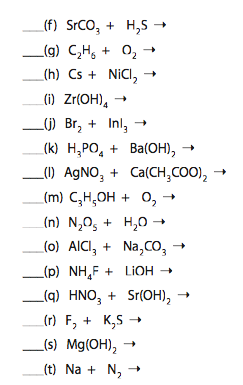 ___(f) SrCO₃ + H₂S →
___(g) C₂H₆ + O₂ →
___(h) Cs + NiCl₂ →
___(i) Zr(OH)₄ →
___(j) Br₂ + InI₃ →
___(k) H₃PO₄ + Ba(OH)₂ →
___(l) AgNO₃ + Ca(CH₃COO)₂ →
___(m) C₃H₅OH + O₂ →
___(n) N₂O₅ + H₂O →
___(o) AlCl₃ + Na₂CO₃ →
___(p) NH₄F + LiOH →
___(q) HNO₃ + Sr(OH)₂ →
___(r) F₂ + K₂S →
___(s) Mg(OH)₂ →
___(t) Na + N₂ →